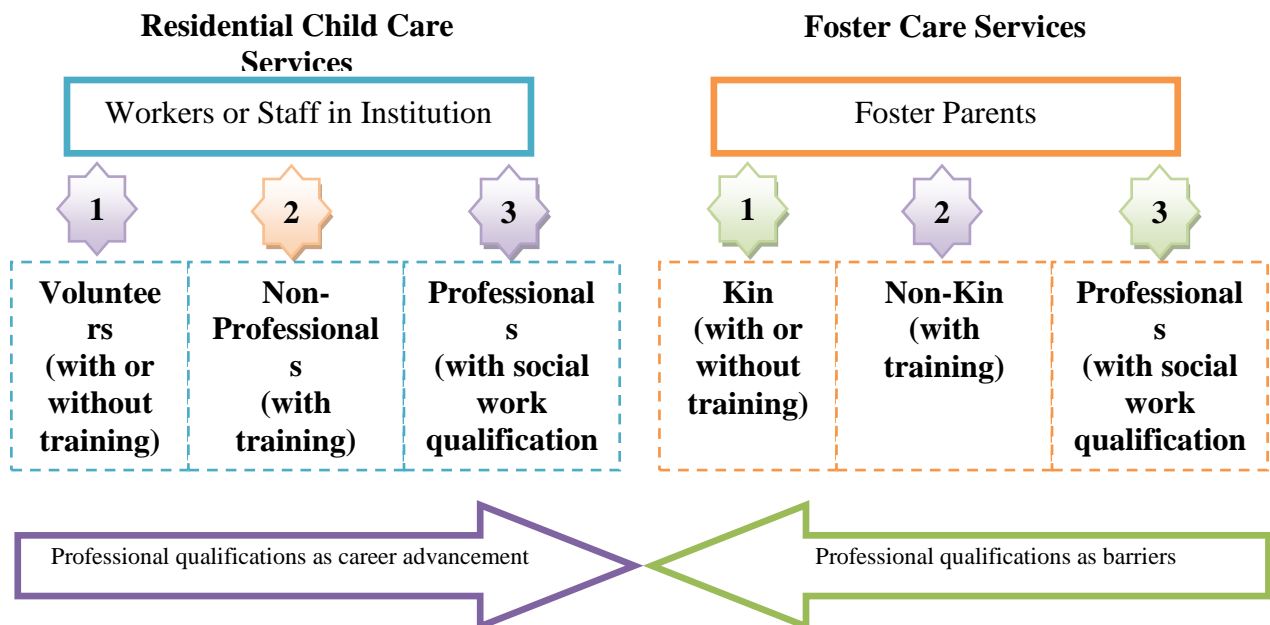 Residential Child Care
Services
Workers or Staff in Institution
1
2
3
Voluntee
rs
(with or
without
training)
Non-
Professional
s
(with
training)
Professional
s
(with social
work
qualification
Professional qualifications as career advancement
Foster Care Services
Foster Parents
1
2
3
Kin
(with or
without
training)
Non-Kin
(with
training)
Professional
s
(with social
work
qualification
Professional qualifications as barriers